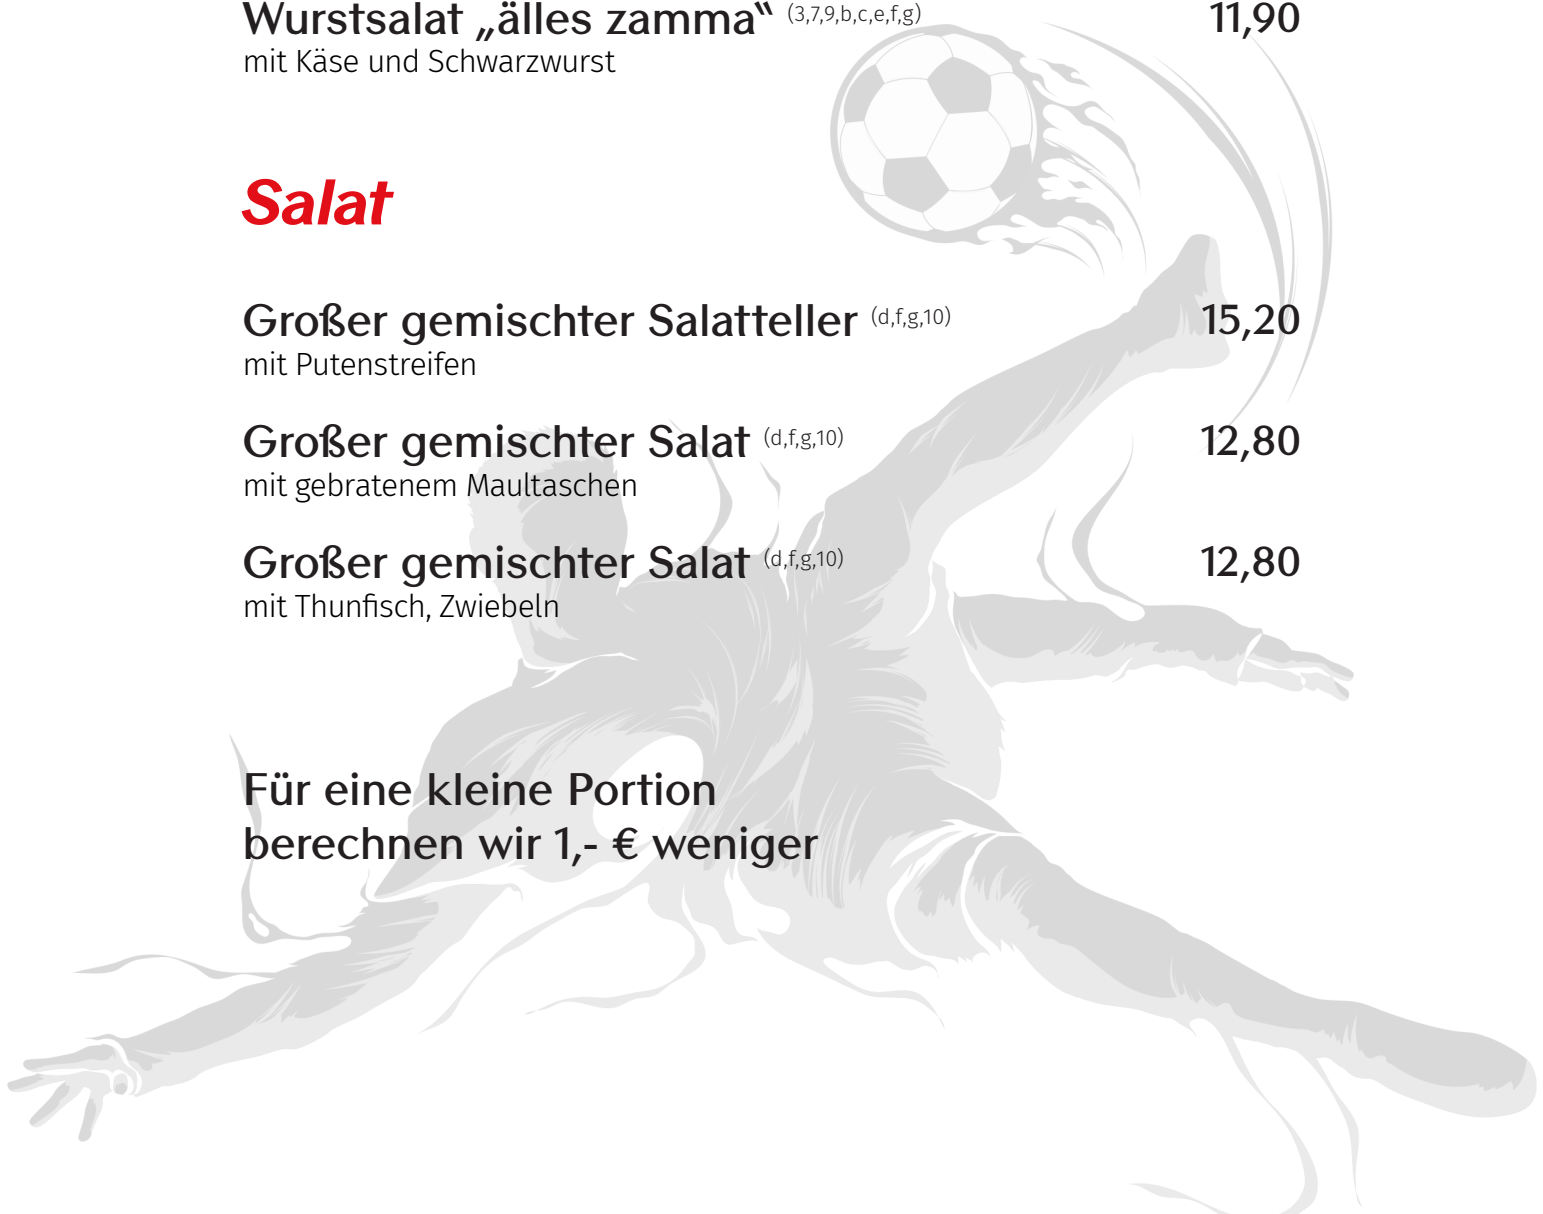 Wurstsalat „älles zamma‟ (3,7,9,b,c,e,f,g) 11,90
mit Käse und Schwarzwurst
Salat
Großer gemischter Salatteller (d,f,g,10) 15,20
mit Putenstreifen
Großer gemischter Salat (d,f,g,10) 12,80
mit gebratenem Maultaschen
Großer gemischter Salat (d,f,g,10) 12,80
mit Thunfisch, Zwiebeln
Für eine kleine Portion
berechnen wir 1,- € weniger